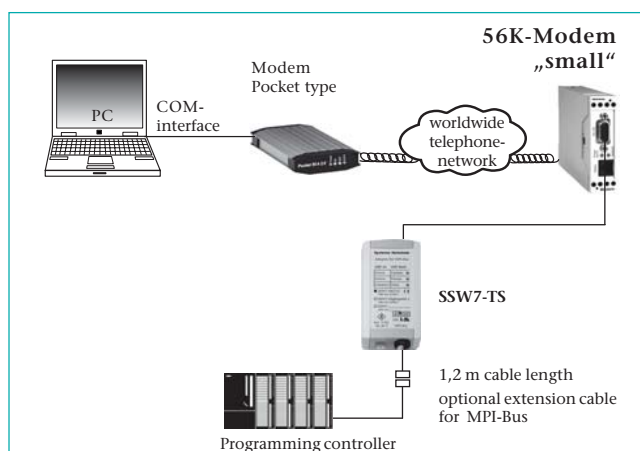 56K-Modem
„small“
Modem
Pocket type
PC
COM-
interface
worldwide
telephone-
network
SSW7-TS
1,2 m cable length
optional extension cable
for MPI-Bus
Programming controller